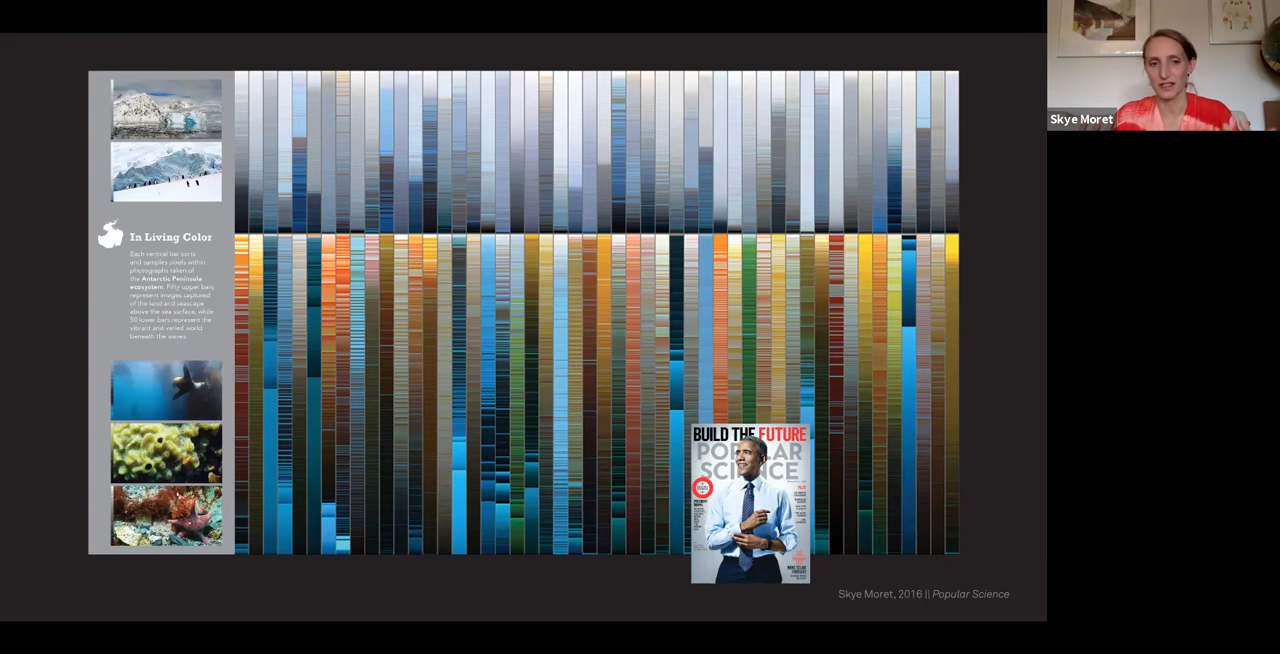 In Living Color
Each vertical bar sorts
and samples pixels within
photographs taken of
the Antarctic Peninsula
ecosystem. Fifty upper bars
represent images captured
of the land and seascape
above the sea surface, while
50 lower bars represent the
vibrant and varied world
beneath the waves.
BUILD THE FUTURE
POPULAR
SCIENCE
Skye Moret, 2016 || Popular Science
Skye Moret